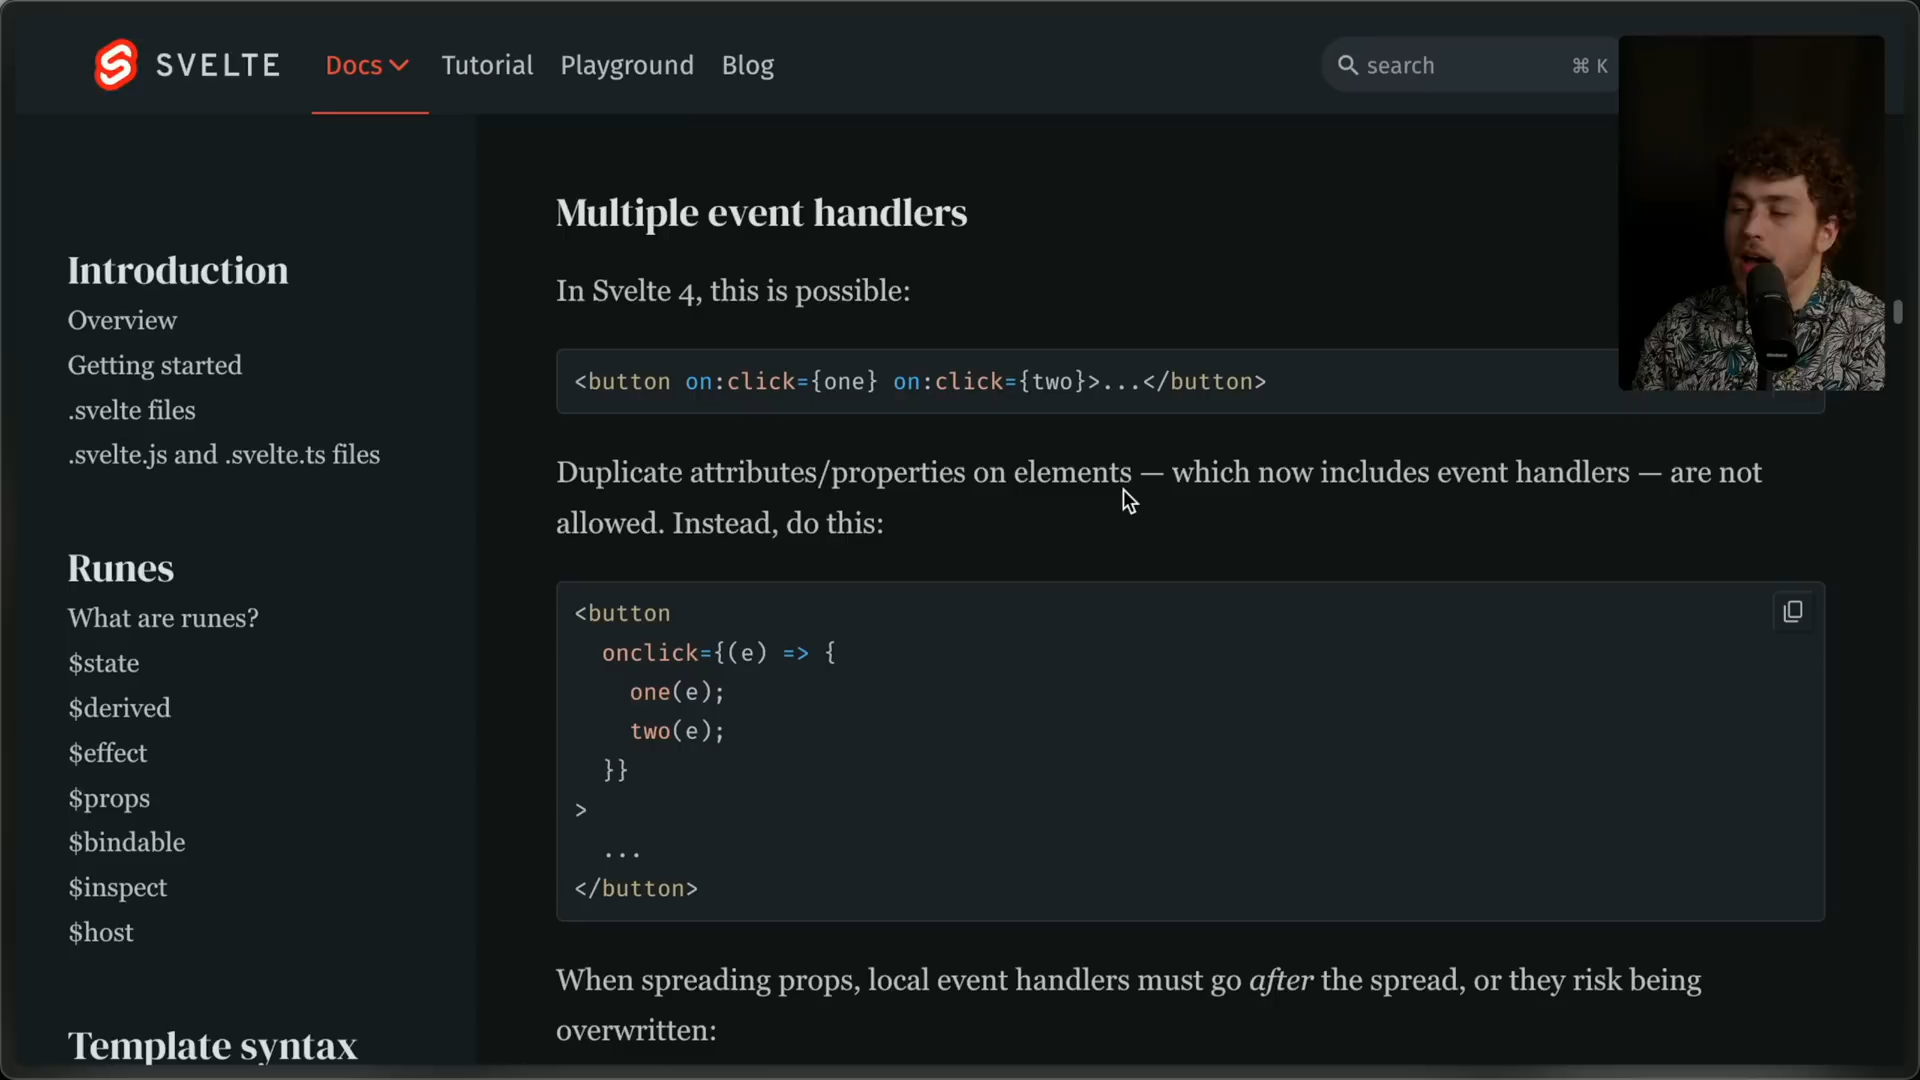 SVELTE Docs Tutorial Playground Blog search ⌘ K
Introduction
Overview
Getting started
.svelte files
.svelte.js and .svelte.ts files
Runes
What are runes?
$state
$derived
$effect
$props
$bindable
$inspect
$host
Template syntax
Multiple event handlers
In Svelte 4, this is possible:
<button on:click={one} on:click={two}>...</button>
Duplicate attributes/properties on elements — which now includes event handlers — are not
allowed. Instead, do this:
<button
onclick={(e) => {
one(e);
two(e);
}}
>
...
</button>
When spreading props, local event handlers must go after the spread, or they risk being
overwritten: